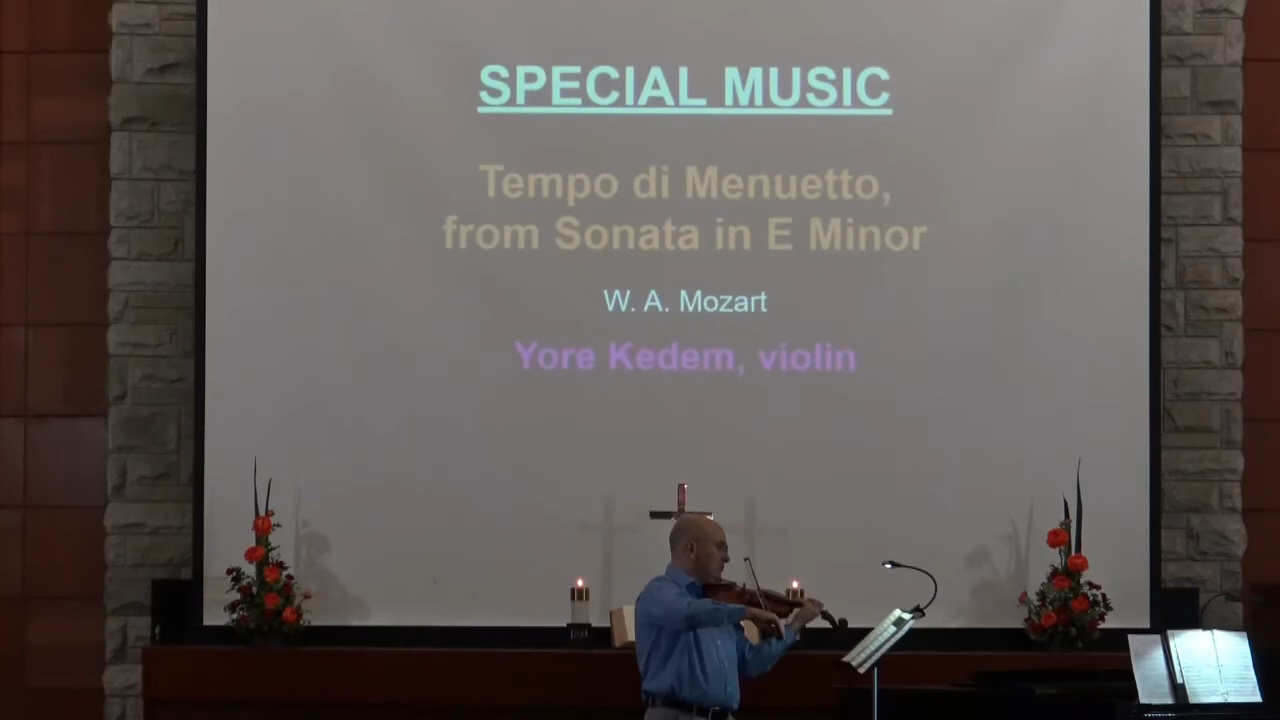 SPECIAL MUSIC
Tempo di Menuetto,
from Sonata in E Minor
W. A. Mozart
Yore Kedem, violin